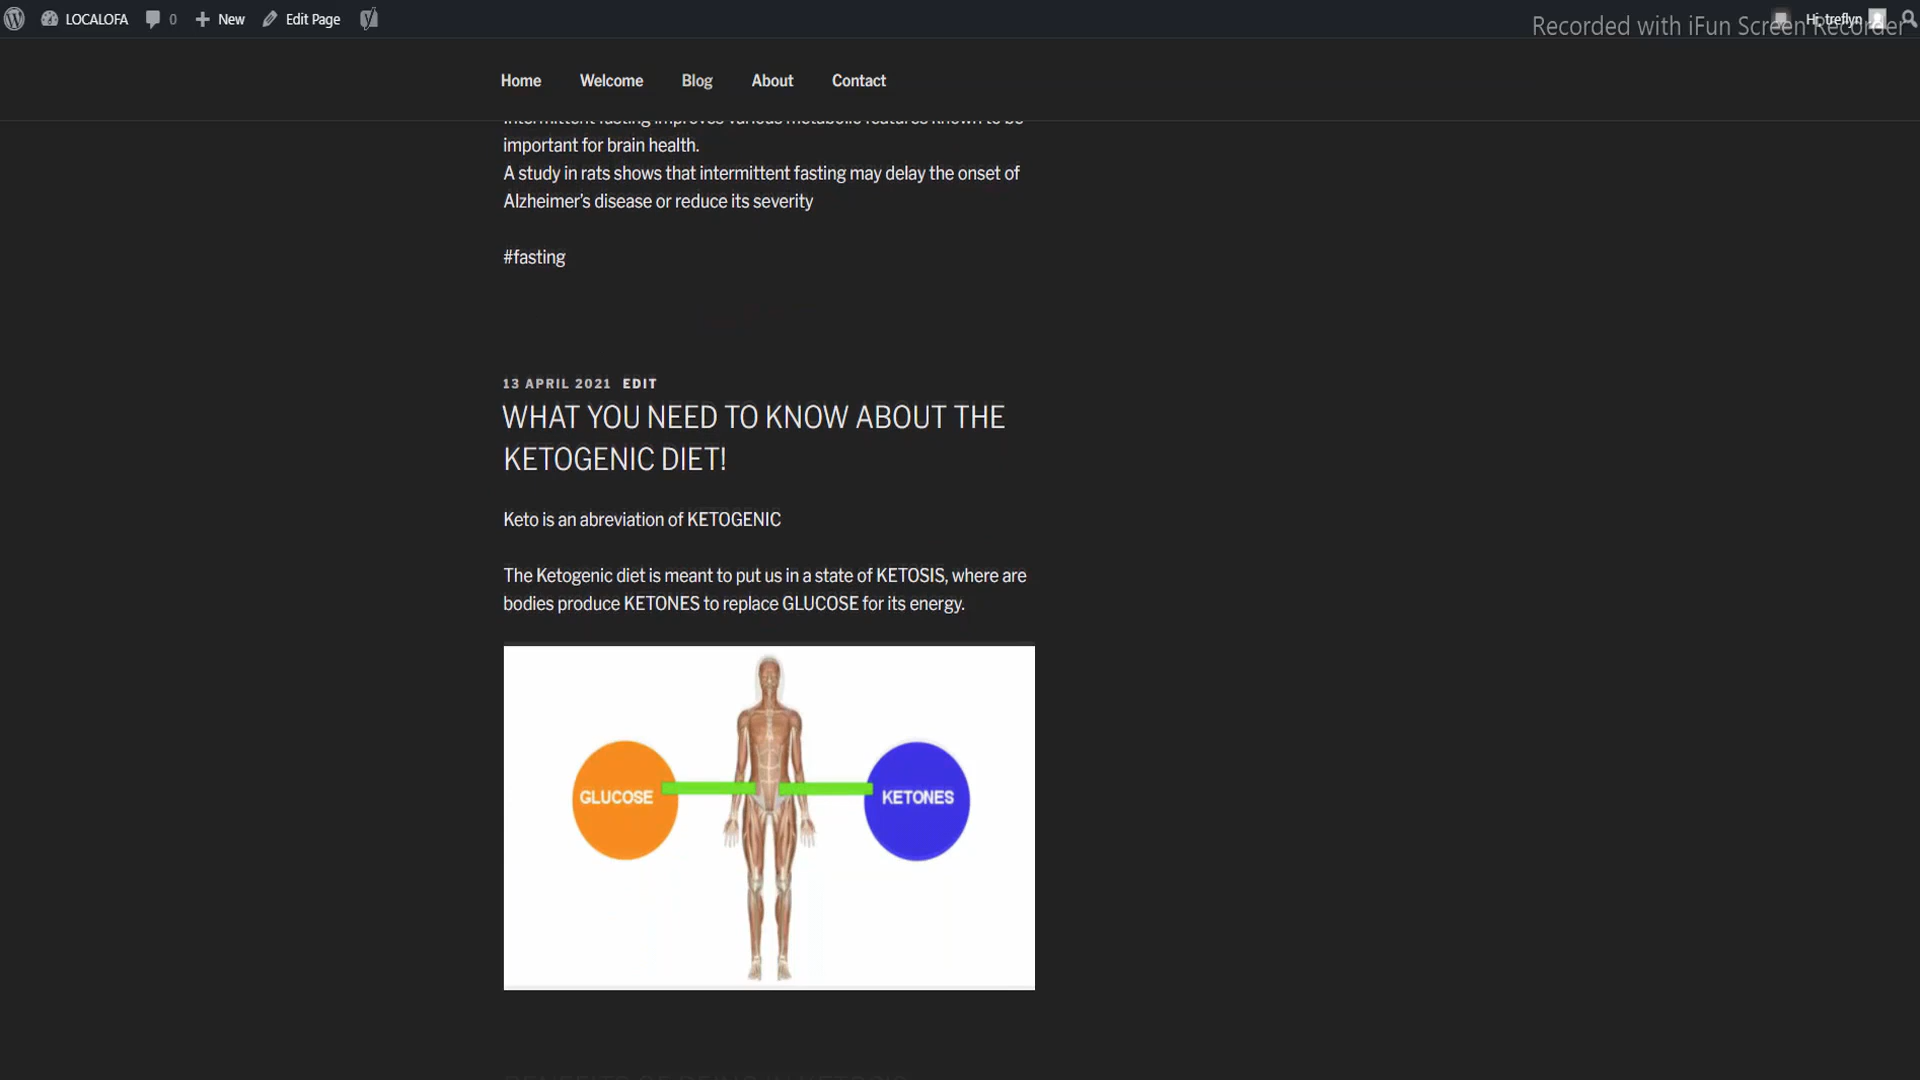 LOCALOFA 0 New Edit Page Hi, treflyn
Recorded with iFun Screen Recorder
Home Welcome Blog About Contact
Intermittent fasting improves various metabolic features known to be
important for brain health.
A study in rats shows that intermittent fasting may delay the onset of
Alzheimer's disease or reduce its severity
#fasting
13 APRIL 2021 EDIT
WHAT YOU NEED TO KNOW ABOUT THE
KETOGENIC DIET!
Keto is an abreviation of KETOGENIC
The Ketogenic diet is meant to put us in a state of KETOSIS, where are
bodies produce KETONES to replace GLUCOSE for its energy.
GLUCOSE KETONES